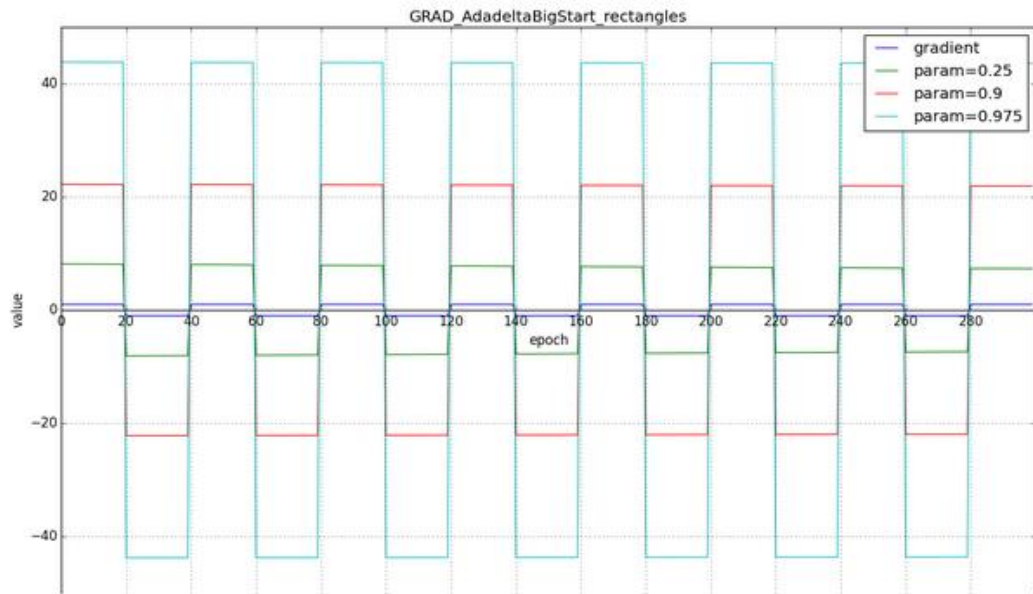 GRAD_AdadeltaBigStart_rectangles
gradient
param=0.25
param=0.9
param=0.975
40
20
0
−20
−40
value
0 20 40 60 80 100 120 140 160 180 200 220 240 260 280
epoch